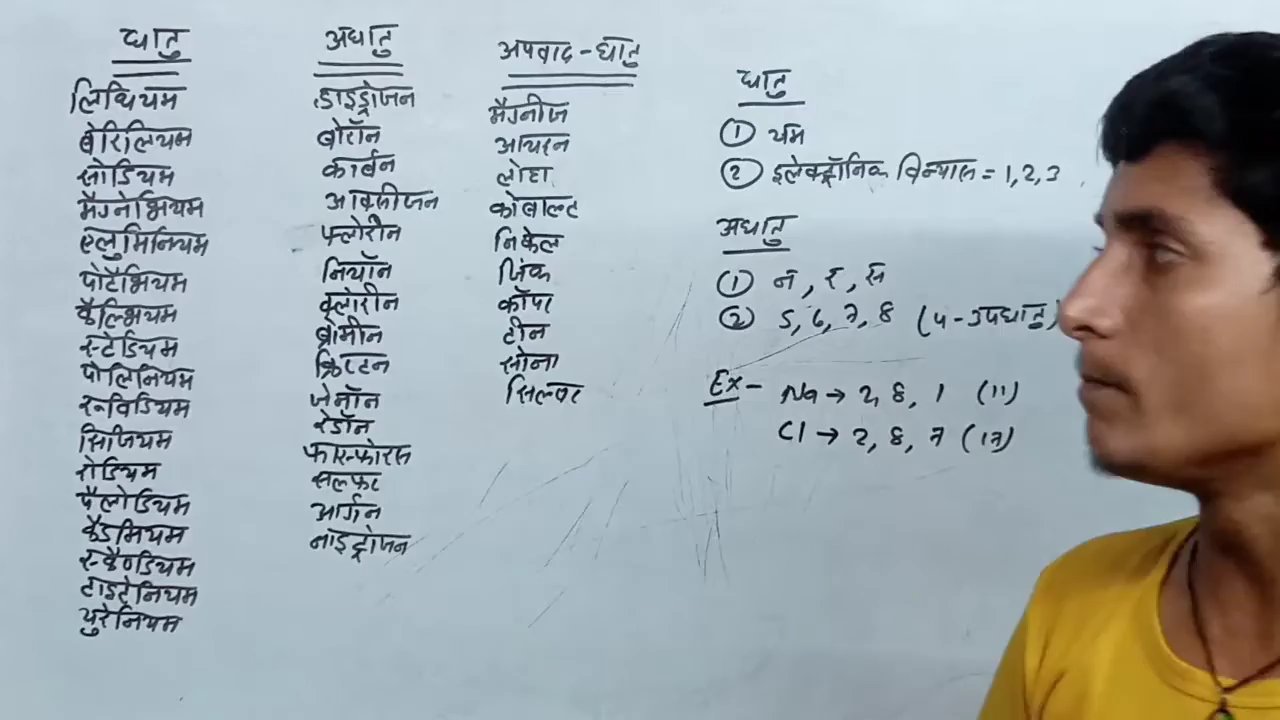 धातु
लिथियम
बेरिलियम
सोडियम
मैग्नेशियम
एलुमिनियम
पोटैशियम
कैल्शियम
स्टेडियम
पोलिनियम
रूबिडियम
सिजियम
रोडियम
पैलोडियम
कैडमियम
स्कैण्डियम
टाइटेनियम
युरेनियम
अधातु
हाइड्रोजन
बोरॉन
कार्बन
आक्सीजन
फ्लोरीन
नियॉन
क्लोरीन
ब्रोमीन
क्रिप्टन
जेनॉन
रेडॉन
फास्फोरस
सल्फर
आर्गन
नाइट्रोजन
अपवाद - धातु
मैग्नीज
आयरन
लोहा
कोबाल्ट
निकेल
जिंक
कॉपर
टीन
सोना
सिल्वर
धातु
① यम
② इलेक्ट्रॉनिक विन्यास = 1, 2, 3
अधातु
① न, र, स
② 5, 6, 7, 8 (4 - उपधातु)
Ex - Na → 2, 8, 1 (11)
Cl → 2, 8, 7 (17)